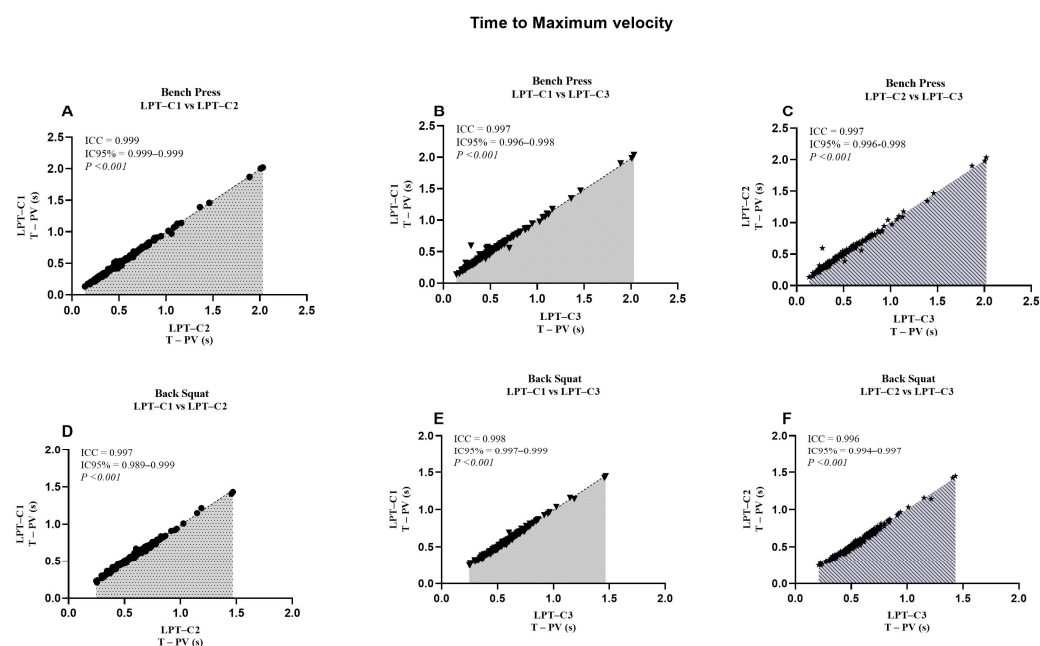 Time to Maximum velocity
A
Bench Press
LPT–C1 vs LPT–C2
ICC = 0.999
IC95% = 0.999–0.999
P <0.001
LPT–C1
T – PV (s)
2.5
2.0
1.5
1.0
0.5
0.0
0.0 0.5 1.0 1.5 2.0 2.5
LPT–C2
T – PV (s)
B
Bench Press
LPT–C1 vs LPT–C3
ICC = 0.997
IC95% = 0.996–0.998
P <0.001
LPT–C1
T – PV (s)
2.5
2.0
1.5
1.0
0.5
0.0
0.0 0.5 1.0 1.5 2.0 2.5
LPT–C3
T – PV (s)
C
Bench Press
LPT–C2 vs LPT–C3
ICC = 0.997
IC95% = 0.996-0.998
P <0.001
LPT–C2
T – PV (s)
2.5
2.0
1.5
1.0
0.5
0.0
0.0 0.5 1.0 1.5 2.0 2.5
LPT–C3
T – PV (s)
D
Back Squat
LPT–C1 vs LPT–C2
ICC = 0.997
IC95% = 0.989–0.999
P <0.001
LPT–C1
T – PV (s)
2.0
1.5
1.0
0.5
0.0
0.0 0.5 1.0 1.5 2.0
LPT–C2
T – PV (s)
E
Back Squat
LPT–C1 vs LPT–C3
ICC = 0.998
IC95% = 0.997–0.999
P <0.001
LPT–C1
T – PV (s)
2.0
1.5
1.0
0.5
0.0
0.0 0.5 1.0 1.5 2.0
LPT–C3
T – PV (s)
F
Back Squat
LPT–C2 vs LPT–C3
ICC = 0.996
IC95% = 0.994–0.997
P <0.001
LPT–C2
T – PV (s)
2.0
1.5
1.0
0.5
0.0
0.0 0.5 1.0 1.5 2.0
LPT–C3
T – PV (s)